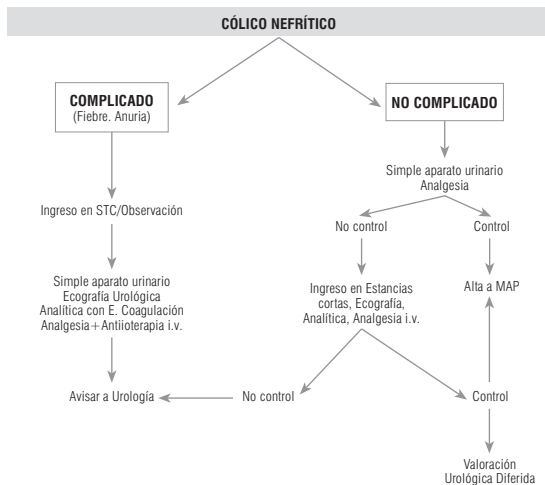 CÓLICO NEFRÍTICO
COMPLICADO
(Fiebre. Anuria)
NO COMPLICADO
Simple aparato urinario
Analgesia
Ingreso en STC/Observación
No control
Control
Simple aparato urinario
Ecografía Urológica
Analítica con E. Coagulación
Analgesia+Antiioterapia i.v.
Ingreso en Estancias
cortas, Ecografía,
Analítica, Analgesia i.v.
Alta a MAP
Avisar a Urología
No control
Control
Valoración
Urológica Diferida